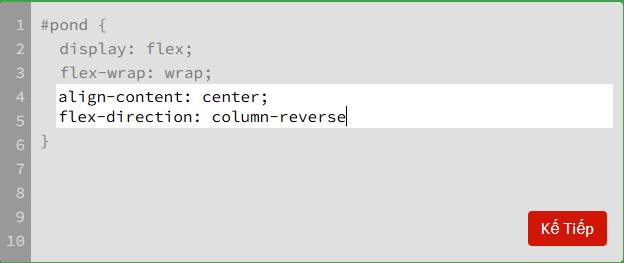 1 #pond {
2 display: flex;
3 flex-wrap: wrap;
4 align-content: center;
5 flex-direction: column-reverse
6 }
7
8
9
10
Kế Tiếp